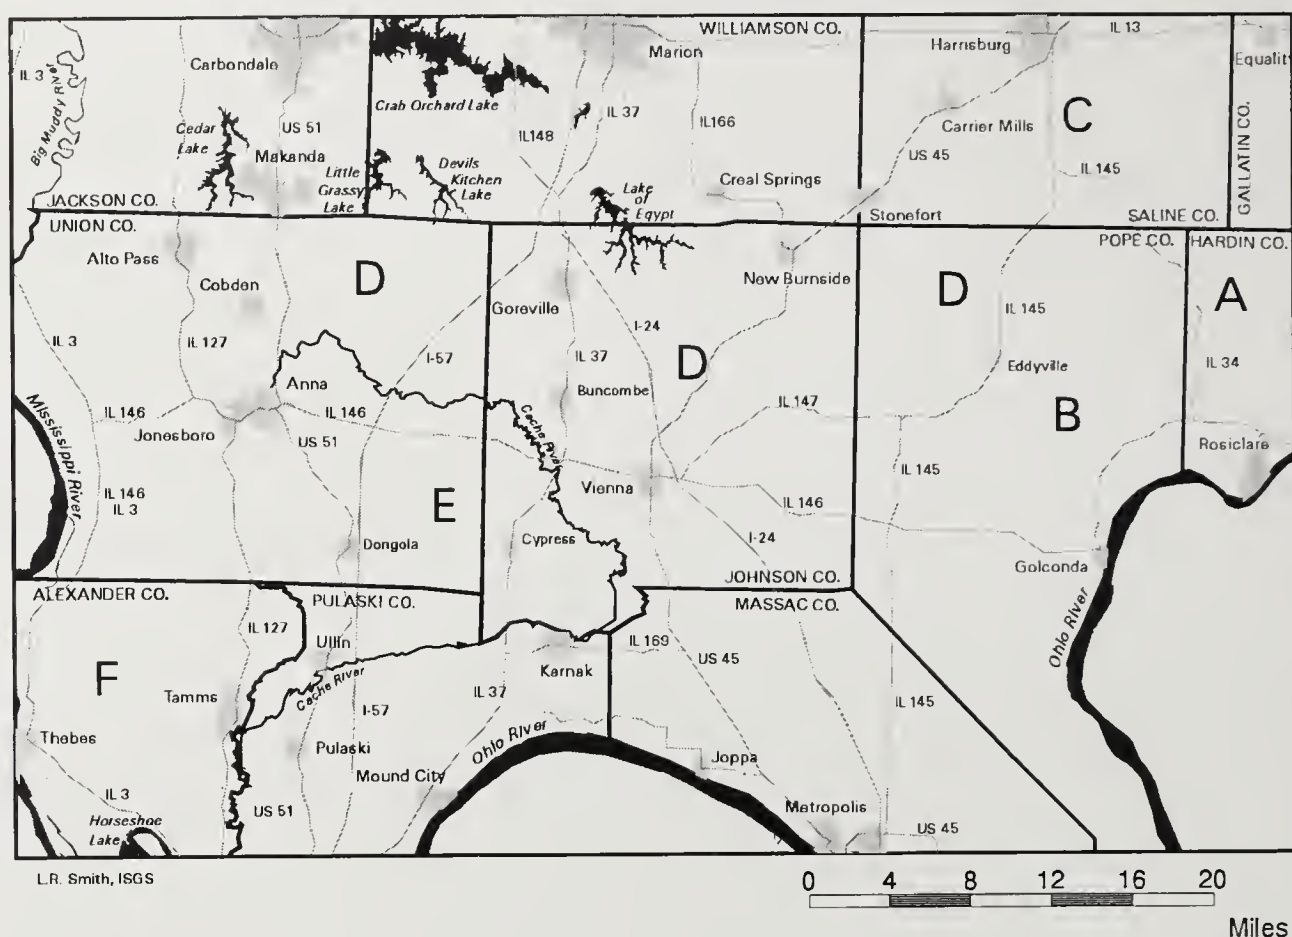 WILLIAMSON CO.
IL 13
IL 3
Big Muddy River
Carbondale
Marion
Harrisburg
Equality
Crab Orchard Lake
IL 37
IL148
IL166
Cedar
Lake
US 51
Makanda
Little
Grassy
Lake
Devils
Kitchen
Lake
Lake
of
Egypt
Creal Springs
Carrier Mills
C
US 45
IL 145
GALLATIN CO.
JACKSON CO.
Stonefort
SALINE CO.
UNION CO.
POPE CO.
HARDIN CO.
Alto Pass
Cobden
D
Goreville
New Burnside
D
A
IL 3
IL 127
I-57
IL 37
I-24
IL 145
IL 34
Buncombe
D
Eddyville
Anna
IL 146
IL 146
IL 147
B
Jonesboro
US 51
Mississippi River
Cache River
Rosiclare
IL 145
IL 146
IL 3
E
Vienna
IL 146
Dongola
Cypress
I-24
Golconda
JOHNSON CO.
ALEXANDER CO.
PULASKI CO.
MASSAC CO.
Ohio River
IL 127
Ullin
IL 169
US 45
F
Tamms
Cache River
Karnak
IL 37
IL 145
I-57
Thebes
Pulaski
Ohio River
Joppa
Mound City
IL 3
US 51
Metropolis
US 45
Horseshoe
Lake
L.R. Smith, ISGS
0 4 8 12 16 20
Miles